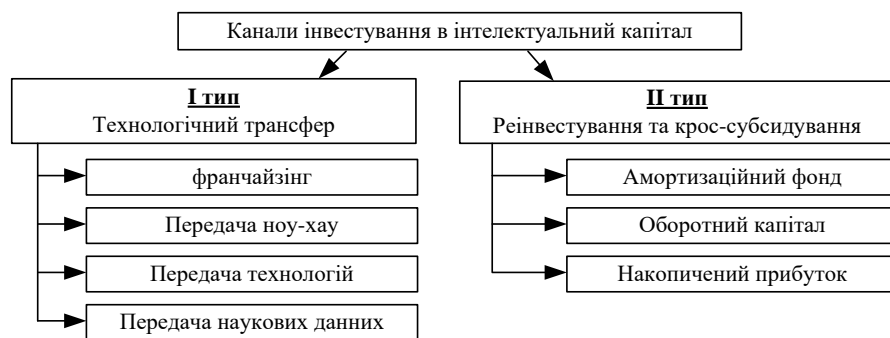 Канали інвестування в інтелектуальний капітал
І тип
Технологічний трансфер
франчайзінг
Передача ноу-хау
Передача технологій
Передача наукових данних
ІІ тип
Реінвестування та крос-субсидування
Амортизаційний фонд
Оборотний капітал
Накопичений прибуток